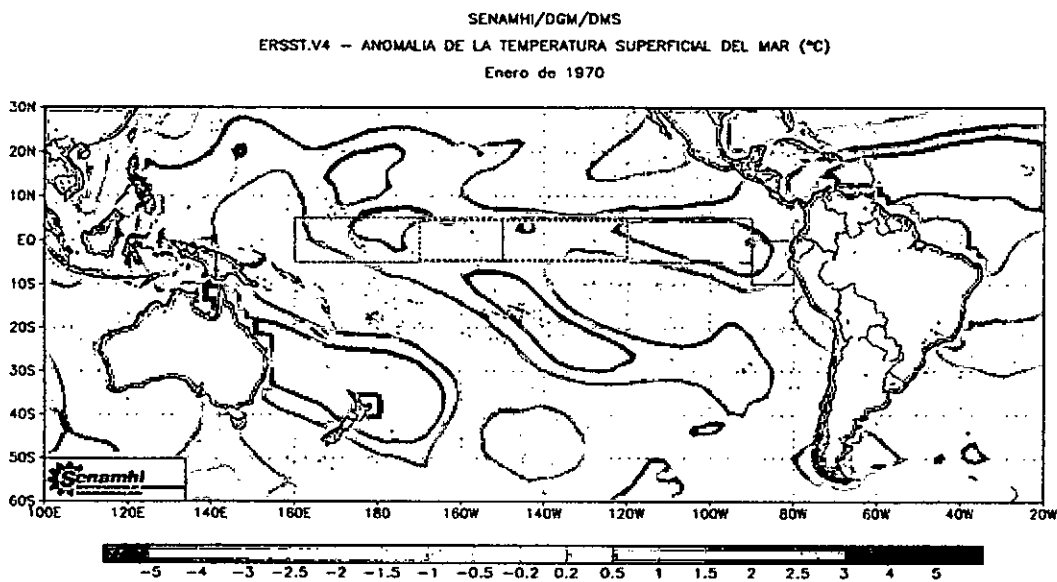 SENAMHI/DGM/DMS
ERSST.V4 – ANOMALIA DE LA TEMPERATURA SUPERFICIAL DEL MAR (°C)
Enero de 1970
30N
20N
10N
EQ
10S
20S
30S
40S
50S
60S
Senamhi
100E 120E 140E 160E 180 160W 140W 120W 100W 80W 60W 40W 20W
-5 -4 -3 -2.5 -2 -1.5 -1 -0.5 -0.2 0.2 0.5 1 1.5 2 2.5 3 4 5